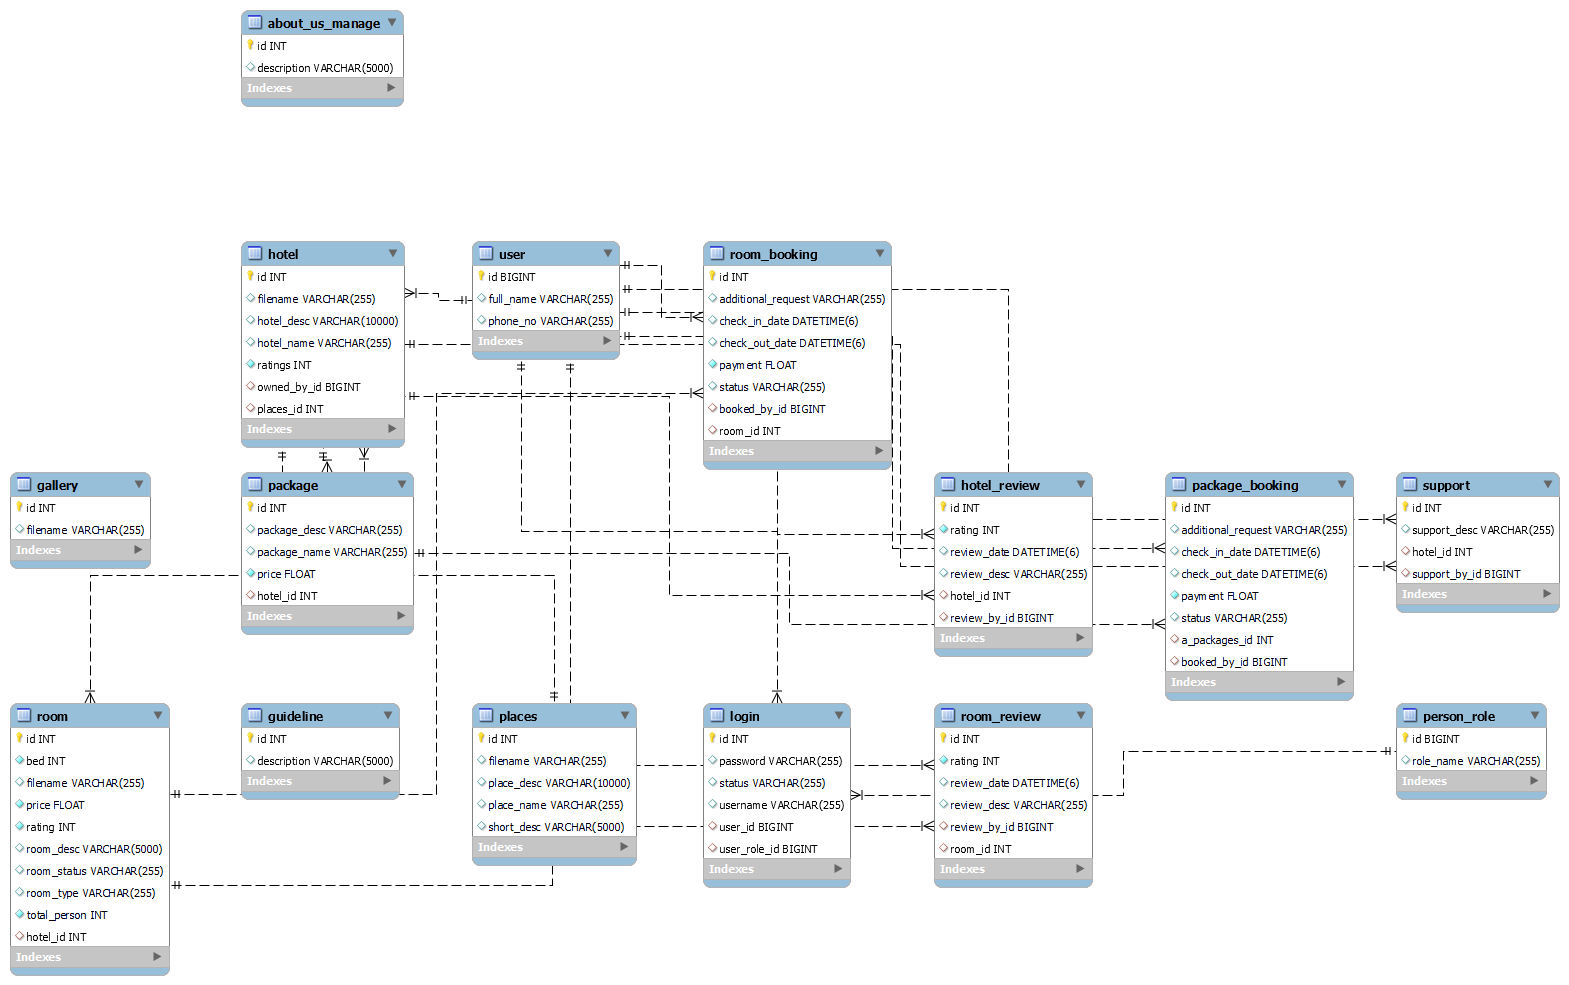 about_us_manage
id INT
description VARCHAR(5000)
Indexes
hotel
id INT
filename VARCHAR(255)
hotel_desc VARCHAR(10000)
hotel_name VARCHAR(255)
ratings INT
owned_by_id BIGINT
places_id INT
Indexes
user
id BIGINT
full_name VARCHAR(255)
phone_no VARCHAR(255)
Indexes
room_booking
id INT
additional_request VARCHAR(255)
check_in_date DATETIME(6)
check_out_date DATETIME(6)
payment FLOAT
status VARCHAR(255)
booked_by_id BIGINT
room_id INT
Indexes
gallery
id INT
filename VARCHAR(255)
Indexes
package
id INT
package_desc VARCHAR(255)
package_name VARCHAR(255)
price FLOAT
hotel_id INT
Indexes
hotel_review
id INT
rating INT
review_date DATETIME(6)
review_desc VARCHAR(255)
hotel_id INT
review_by_id BIGINT
Indexes
package_booking
id INT
additional_request VARCHAR(255)
check_in_date DATETIME(6)
check_out_date DATETIME(6)
payment FLOAT
status VARCHAR(255)
a_packages_id INT
booked_by_id BIGINT
Indexes
support
id INT
support_desc VARCHAR(255)
hotel_id INT
support_by_id BIGINT
Indexes
room
id INT
bed INT
filename VARCHAR(255)
price FLOAT
rating INT
room_desc VARCHAR(5000)
room_status VARCHAR(255)
room_type VARCHAR(255)
total_person INT
hotel_id INT
Indexes
guideline
id INT
description VARCHAR(5000)
Indexes
places
id INT
filename VARCHAR(255)
place_desc VARCHAR(10000)
place_name VARCHAR(255)
short_desc VARCHAR(5000)
Indexes
login
id INT
password VARCHAR(255)
status VARCHAR(255)
username VARCHAR(255)
user_id BIGINT
user_role_id BIGINT
Indexes
room_review
id INT
rating INT
review_date DATETIME(6)
review_desc VARCHAR(255)
review_by_id BIGINT
room_id INT
Indexes
person_role
id BIGINT
role_name VARCHAR(255)
Indexes